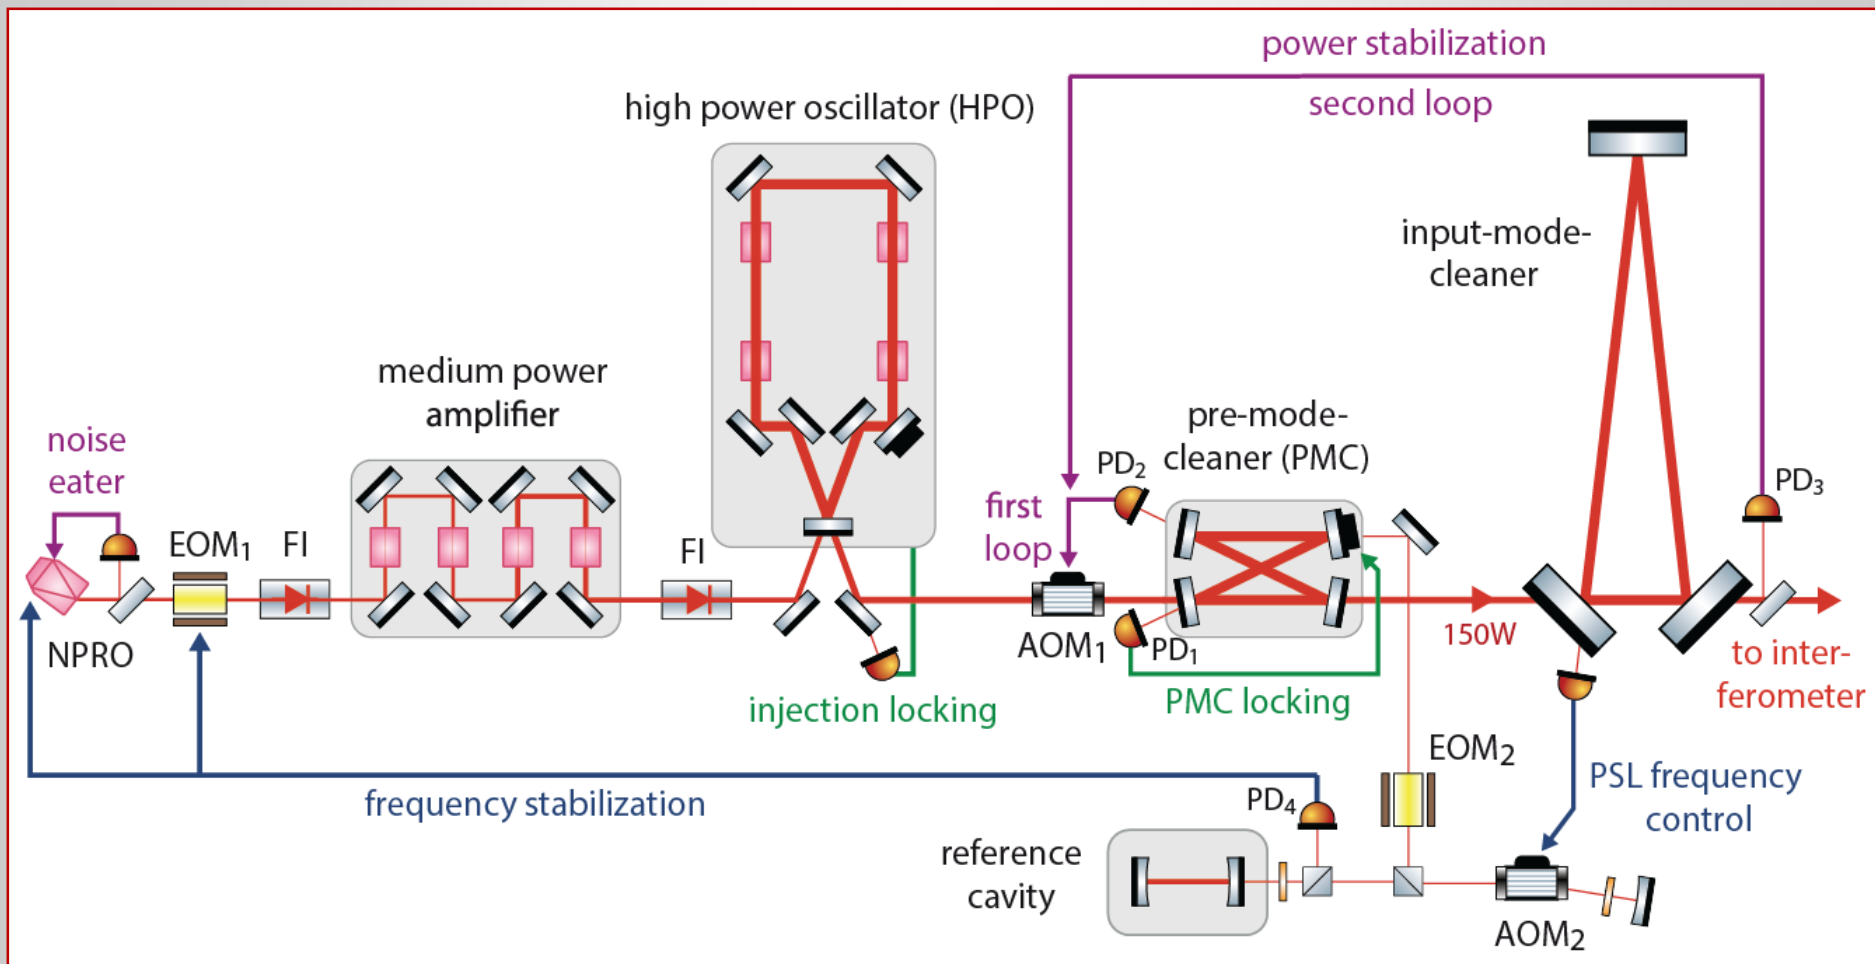 power stabilization
second loop
high power oscillator (HPO)
input-mode-
cleaner
medium power
amplifier
pre-mode-
cleaner (PMC)
noise
eater
PD2
PD3
first
loop
EOM1
FI
FI
NPRO
AOM1
PD1
150W
to inter-
ferometer
injection locking
PMC locking
EOM2
PSL frequency
control
frequency stabilization
PD4
reference
cavity
AOM2